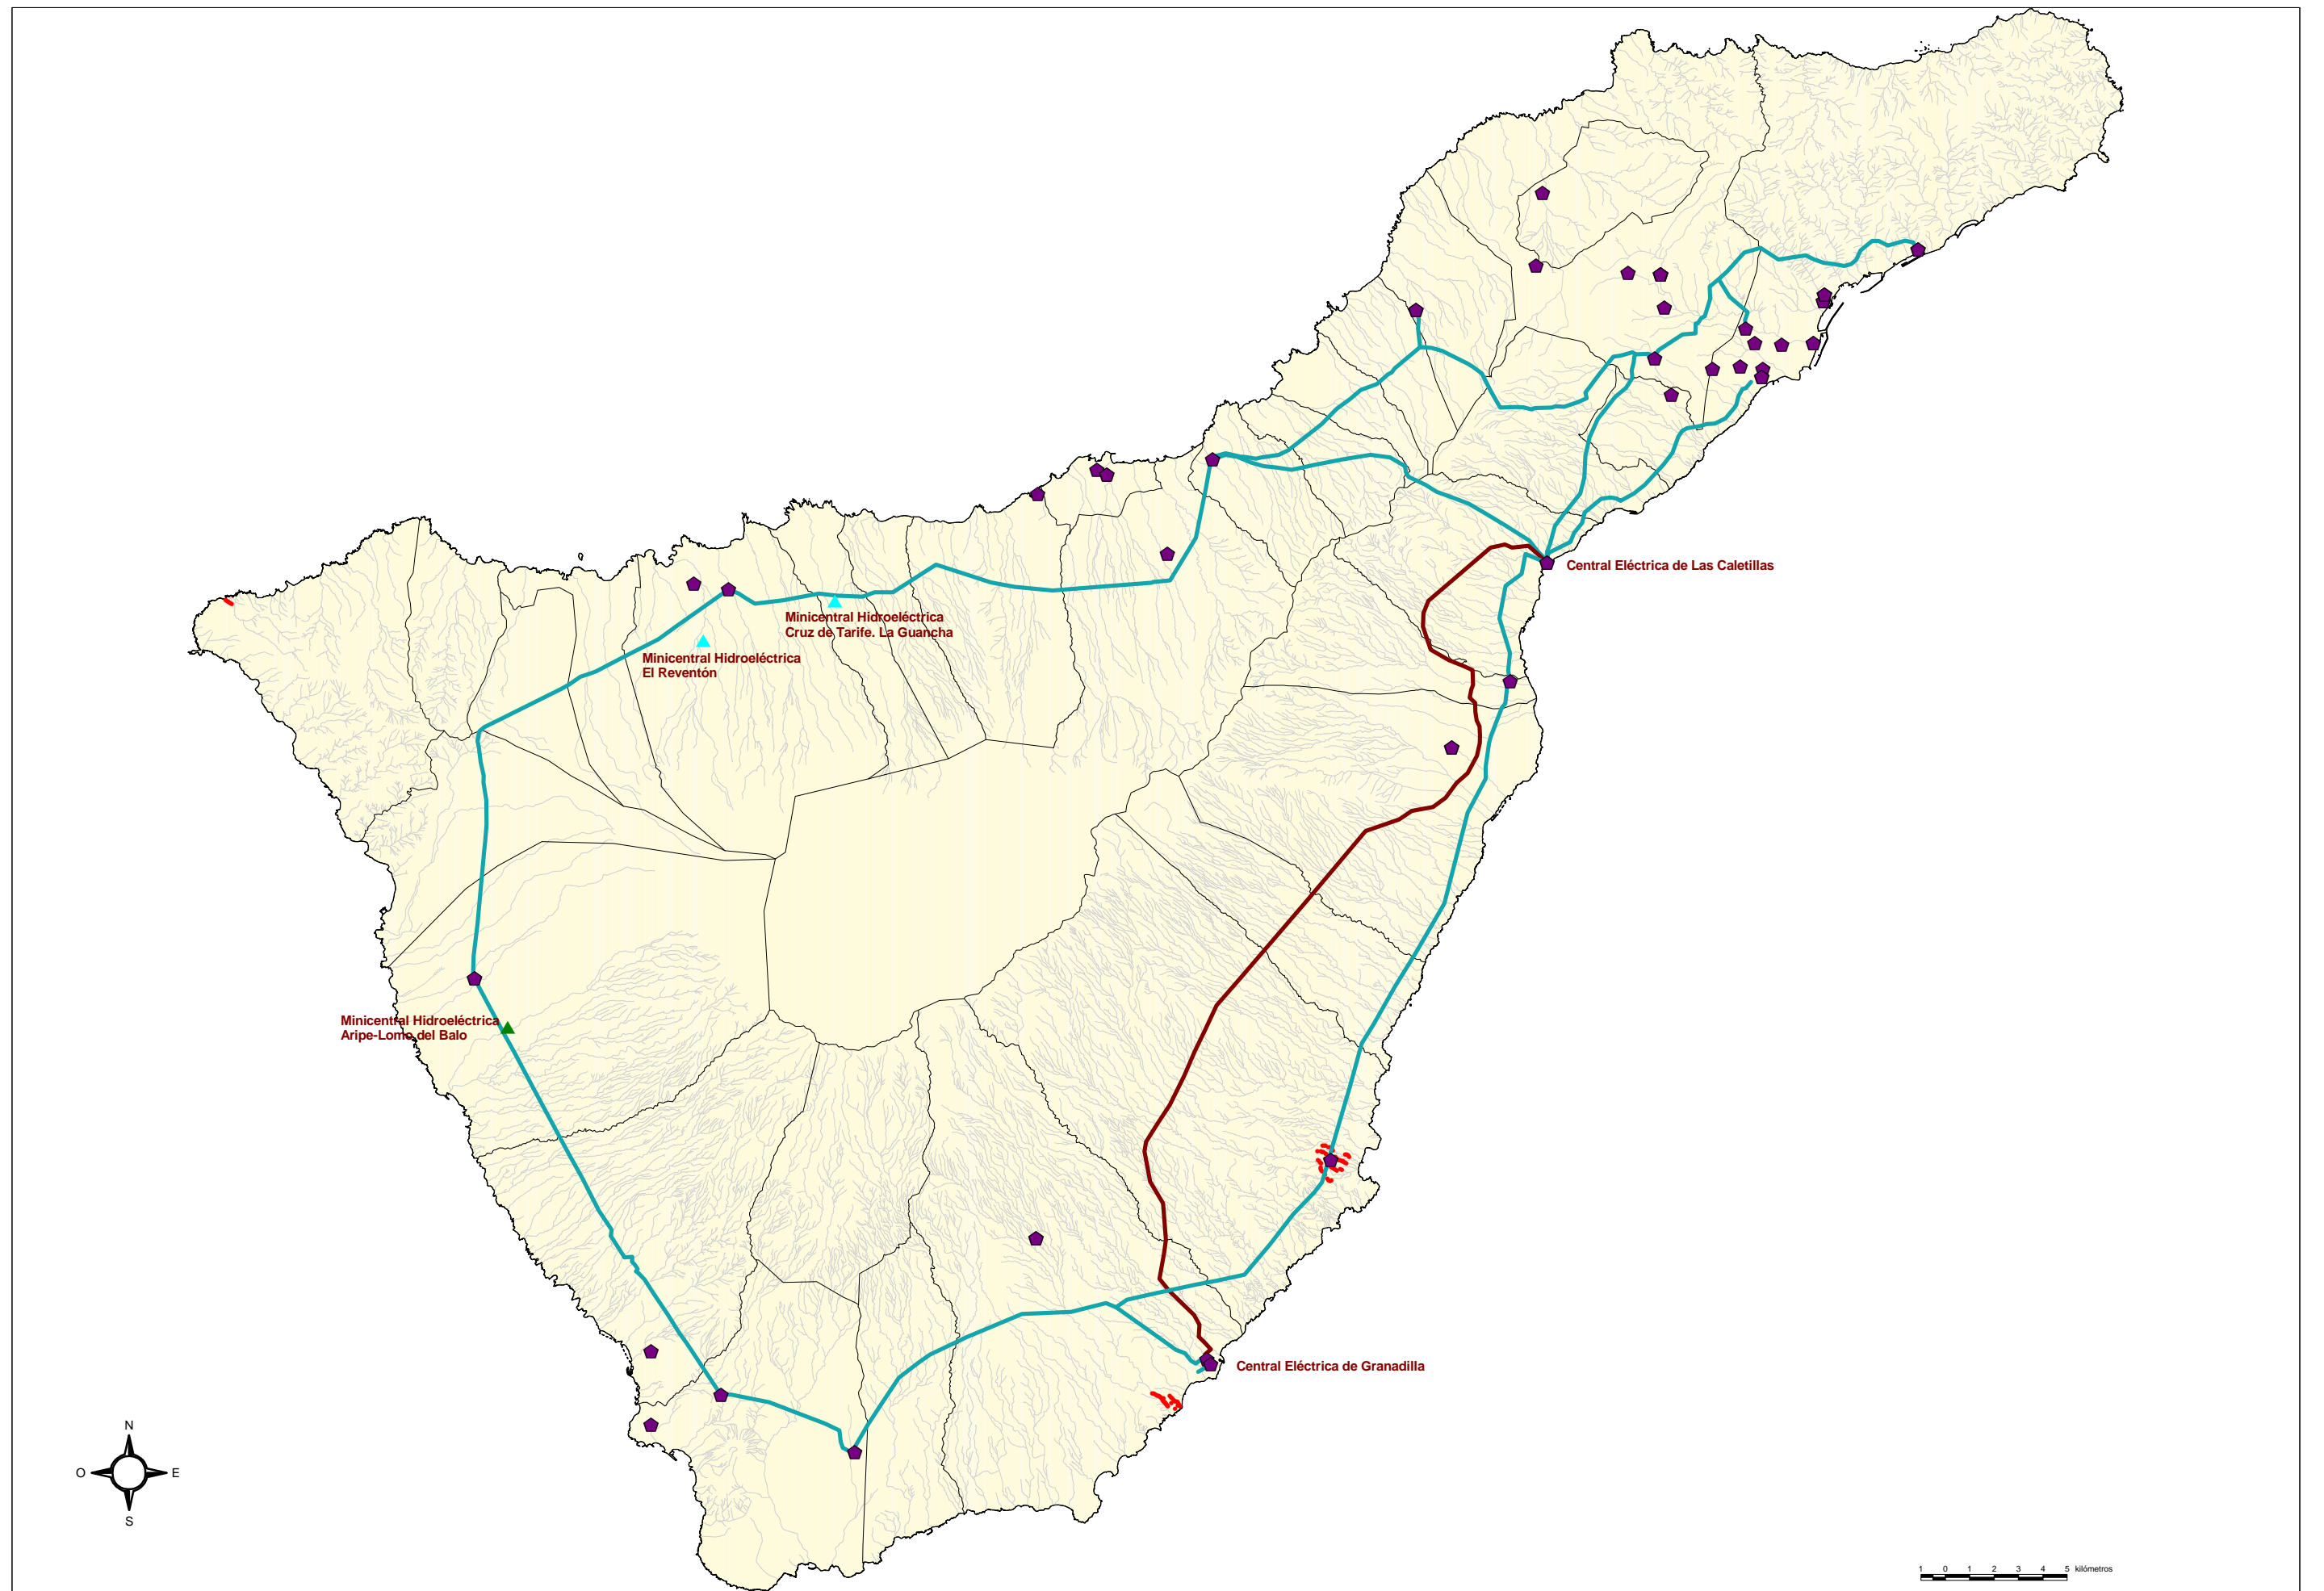 Central Eléctrica de Las Caletillas
Minicentral Hidroeléctrica
Cruz de Tarife. La Guancha
Minicentral Hidroeléctrica
El Reventón
Minicentral Hidroeléctrica
Aripe-Lomo del Balo
Central Eléctrica de Granadilla
N
O E
S
1 0 1 2 3 4 5 kilómetros